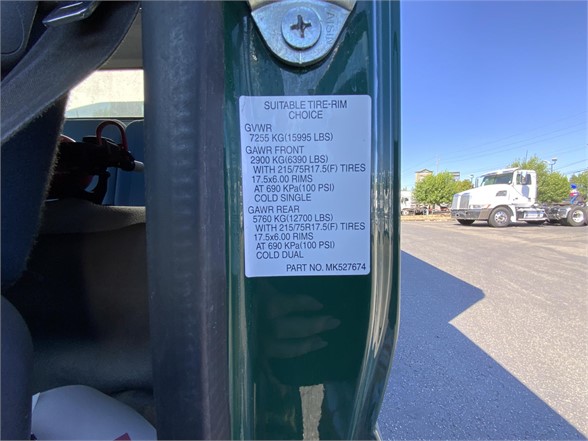 SUITABLE TIRE-RIM
CHOICE
GVWR
7255 KG(15995 LBS)
GAWR FRONT
2900 KG(6390 LBS)
WITH 215/75R17.5(F) TIRES
17.5x6.00 RIMS
AT 690 KPa(100 PSI)
COLD SINGLE
GAWR REAR
5760 KG(12700 LBS)
WITH 215/75R17.5(F) TIRES
17.5x6.00 RIMS
AT 690 KPa(100 PSI)
COLD DUAL
PART NO. MK527674